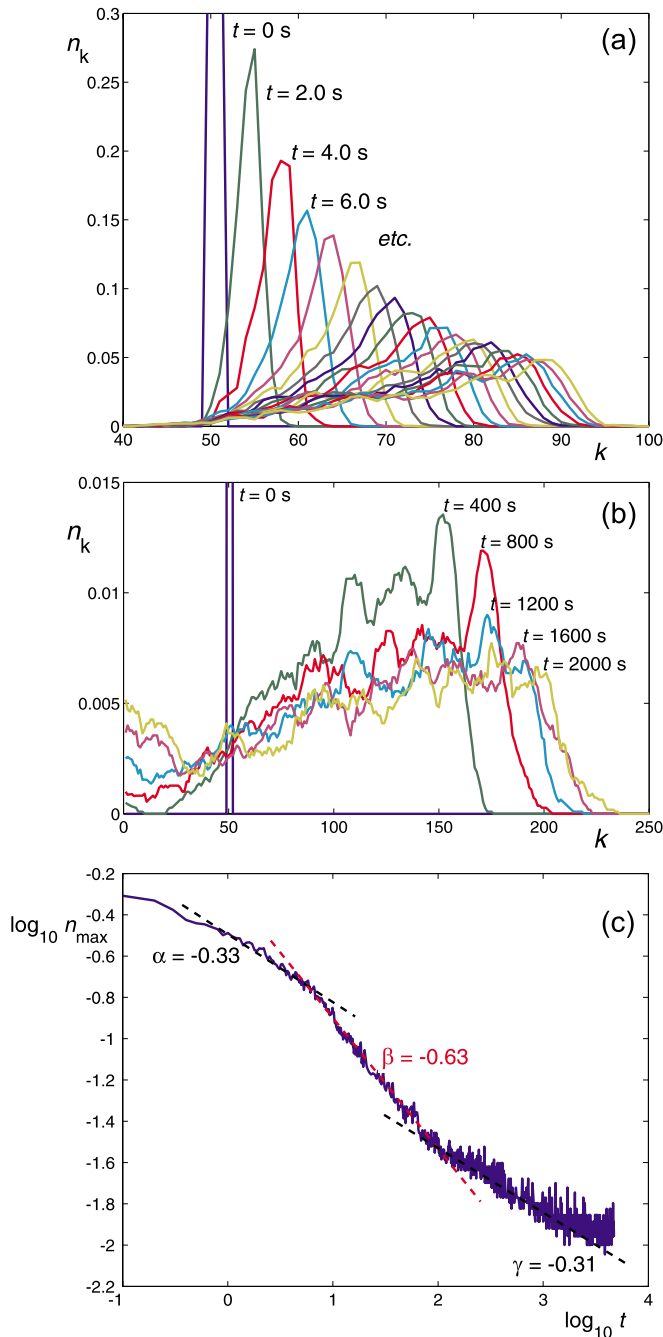 0.3
n_k
t = 0 s
(a)
0.25
t = 2.0 s
0.2
t = 4.0 s
t = 6.0 s
0.15
etc.
0.1
0.05
0
40 50 60 70 80 90 100
k
0.015
n_k
t = 0 s
t = 400 s
(b)
t = 800 s
0.01
t = 1200 s
t = 1600 s
t = 2000 s
0.005
0
0 50 100 150 200 250
k
-0.2
log10 nmax
-0.4
(c)
α = -0.33
-0.6
-0.8
-1
β = -0.63
-1.2
-1.4
-1.6
-1.8
-2
γ = -0.31
-2.2
-1 0 1 2 3 4
log10 t